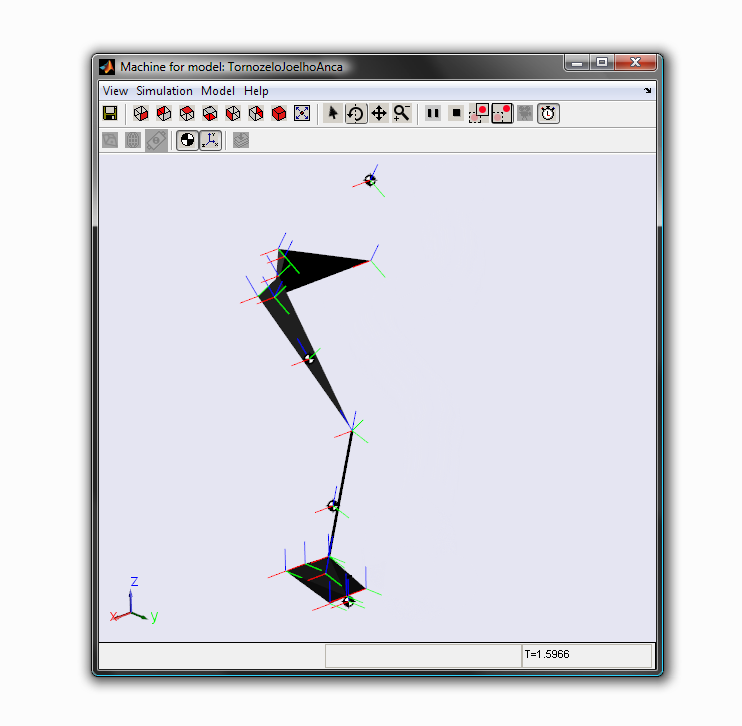 Machine for model: TornozeloJoelhoAnca
View Simulation Model Help
Z
X y
T=1.5966